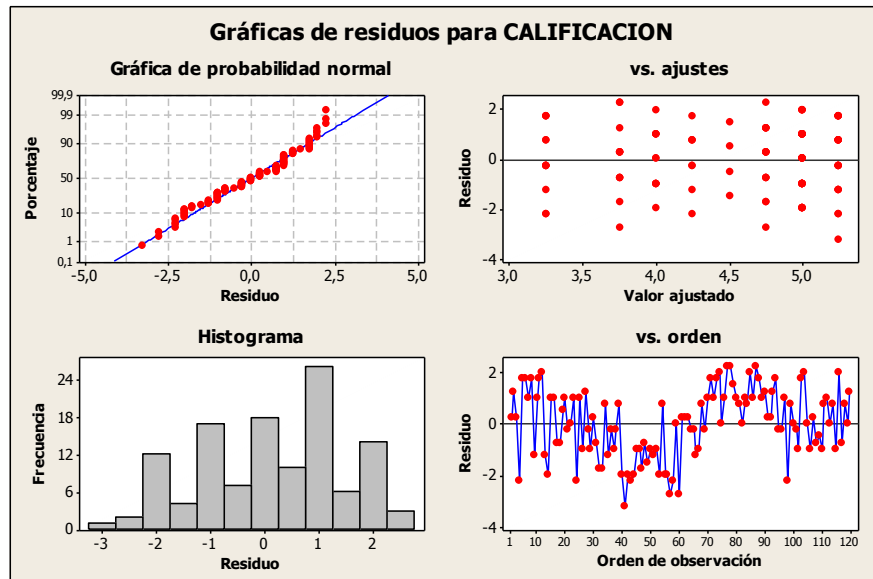 Gráficas de residuos para CALIFICACION
Gráfica de probabilidad normal
Porcentaje
99,9
99
90
50
10
1
0,1
-5,0 -2,5 0,0 2,5 5,0
Residuo
vs. ajustes
Residuo
2
0
-2
-4
3,0 3,5 4,0 4,5 5,0
Valor ajustado
Histograma
Frecuencia
24
18
12
6
0
-3 -2 -1 0 1 2
Residuo
vs. orden
Residuo
2
0
-2
-4
1 10 20 30 40 50 60 70 80 90 100 110 120
Orden de observación